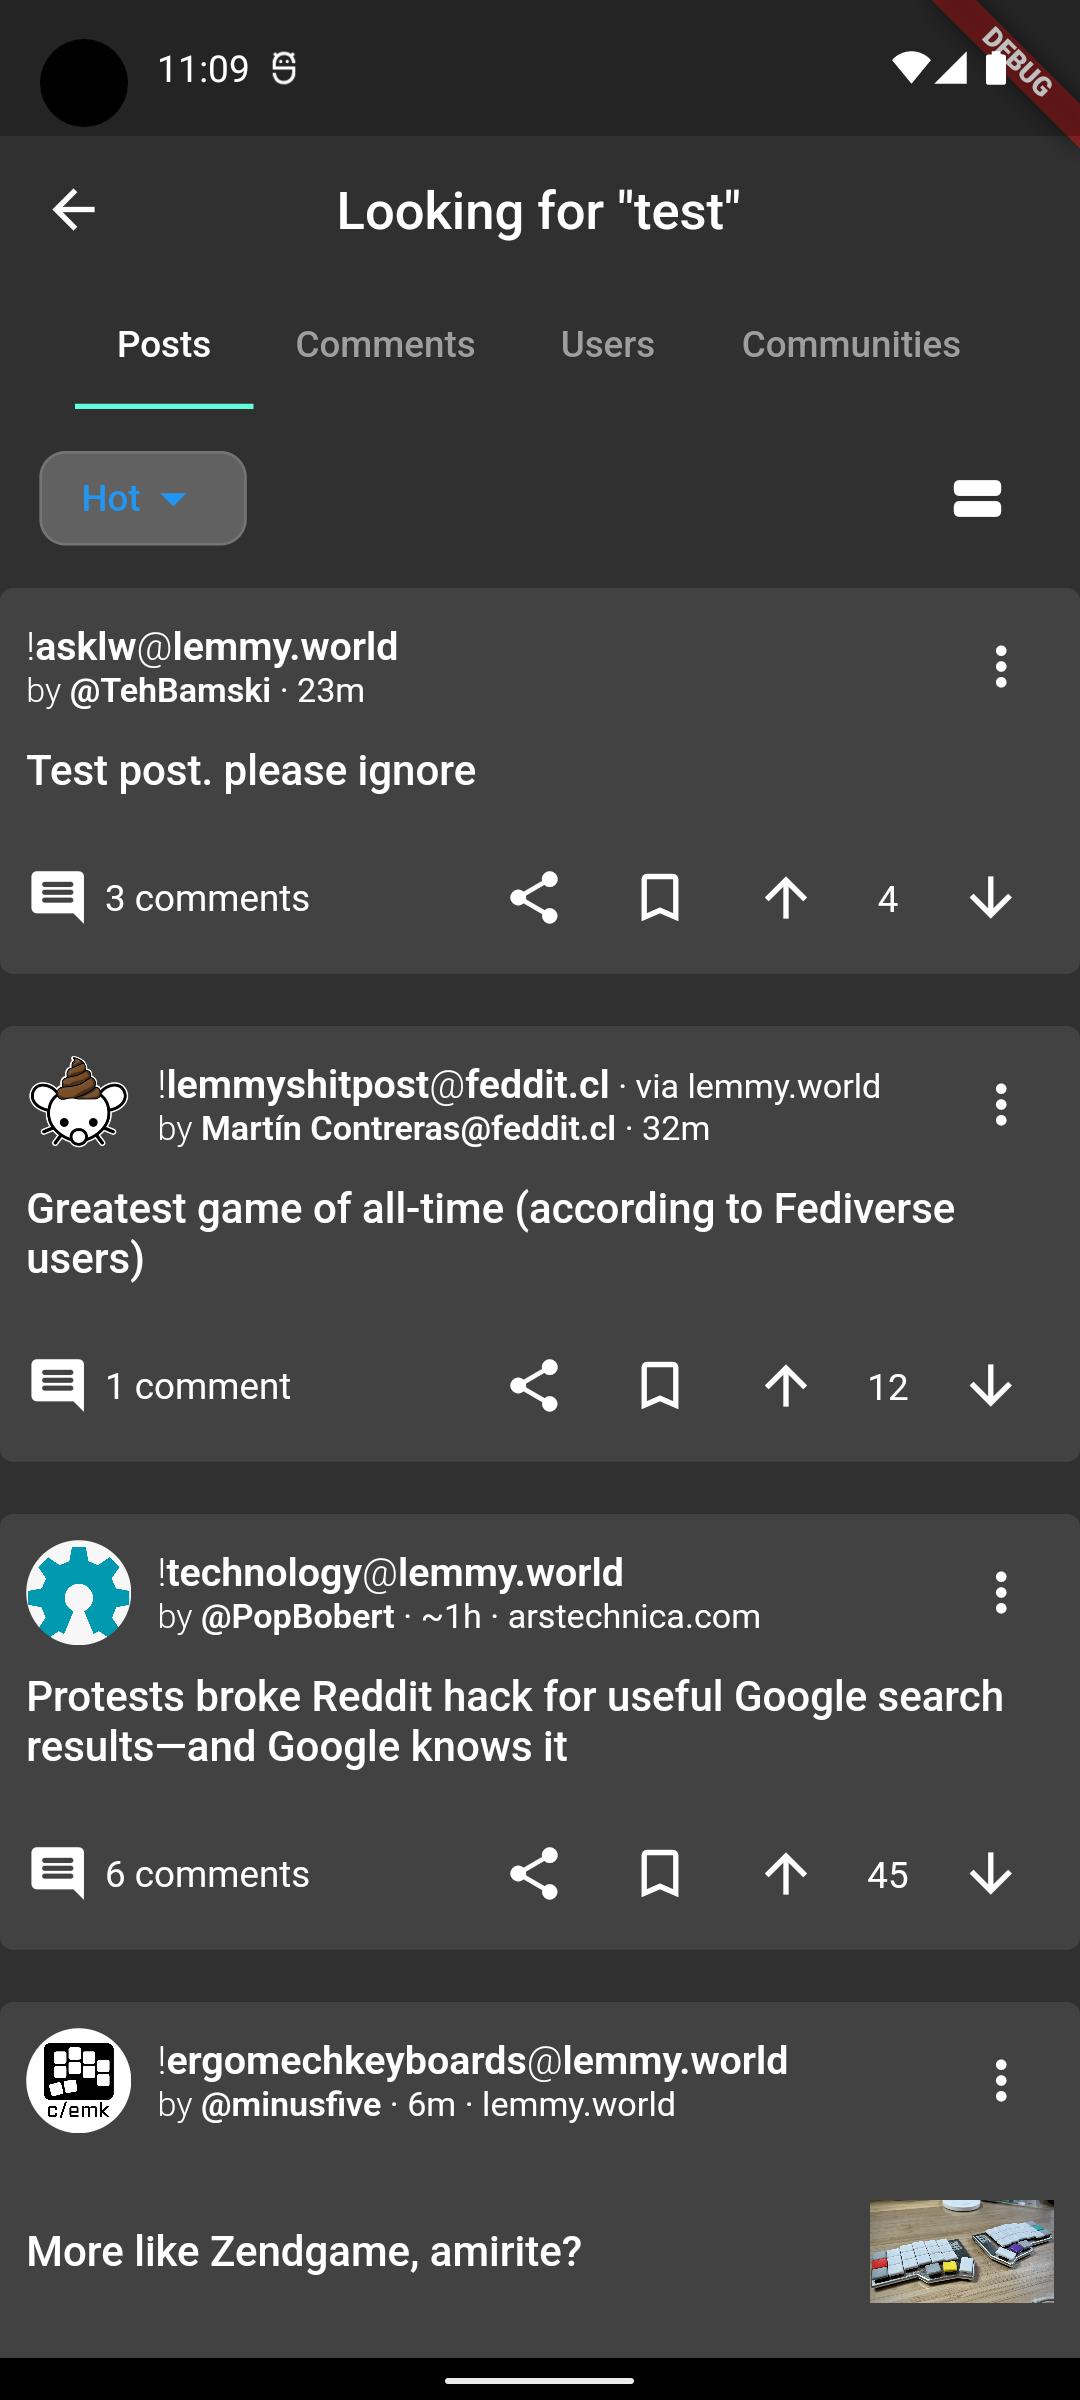 11:09
DEBUG
Looking for "test"
Posts Comments Users Communities
Hot
!asklw@lemmy.world
by @TehBamski · 23m
Test post. please ignore
3 comments 4
!lemmyshitpost@feddit.cl · via lemmy.world
by Martín Contreras@feddit.cl · 32m
Greatest game of all-time (according to Fediverse
users)
1 comment 12
!technology@lemmy.world
by @PopBobert · ~1h · arstechnica.com
Protests broke Reddit hack for useful Google search
results—and Google knows it
6 comments 45
!ergomechkeyboards@lemmy.world
c/emk
by @minusfive · 6m · lemmy.world
More like Zendgame, amirite?